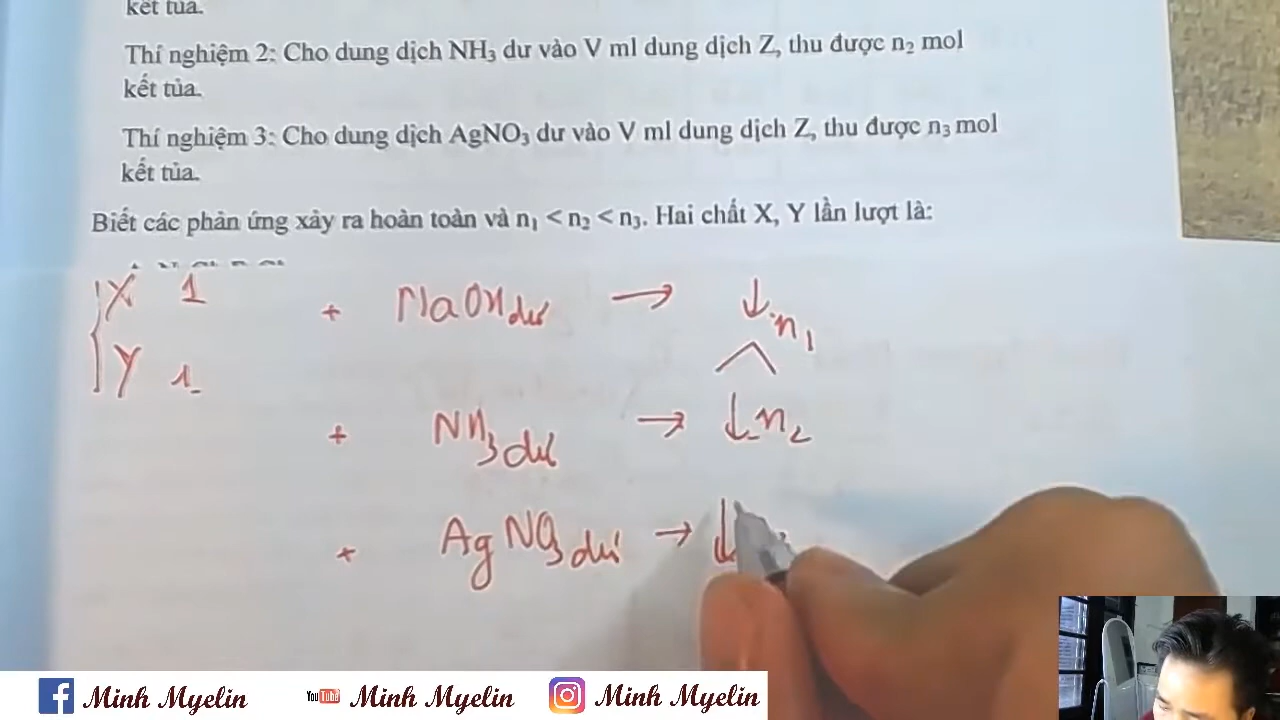 kết tủa.
Thí nghiệm 2: Cho dung dịch NH₃ dư vào V ml dung dịch Z, thu được n₂ mol
kết tủa.
Thí nghiệm 3: Cho dung dịch AgNO₃ dư vào V ml dung dịch Z, thu được n₃ mol
kết tủa.
Biết các phản ứng xảy ra hoàn toàn và n₁ < n₂ < n₃. Hai chất X, Y lần lượt là:
X 1 + NaOH dư → ↓ n₁
Y 1
+ NH₃ dư → ↓ n₂
+ AgNO₃ dư → ↓
Minh Myelin YouTube Minh Myelin Minh Myelin